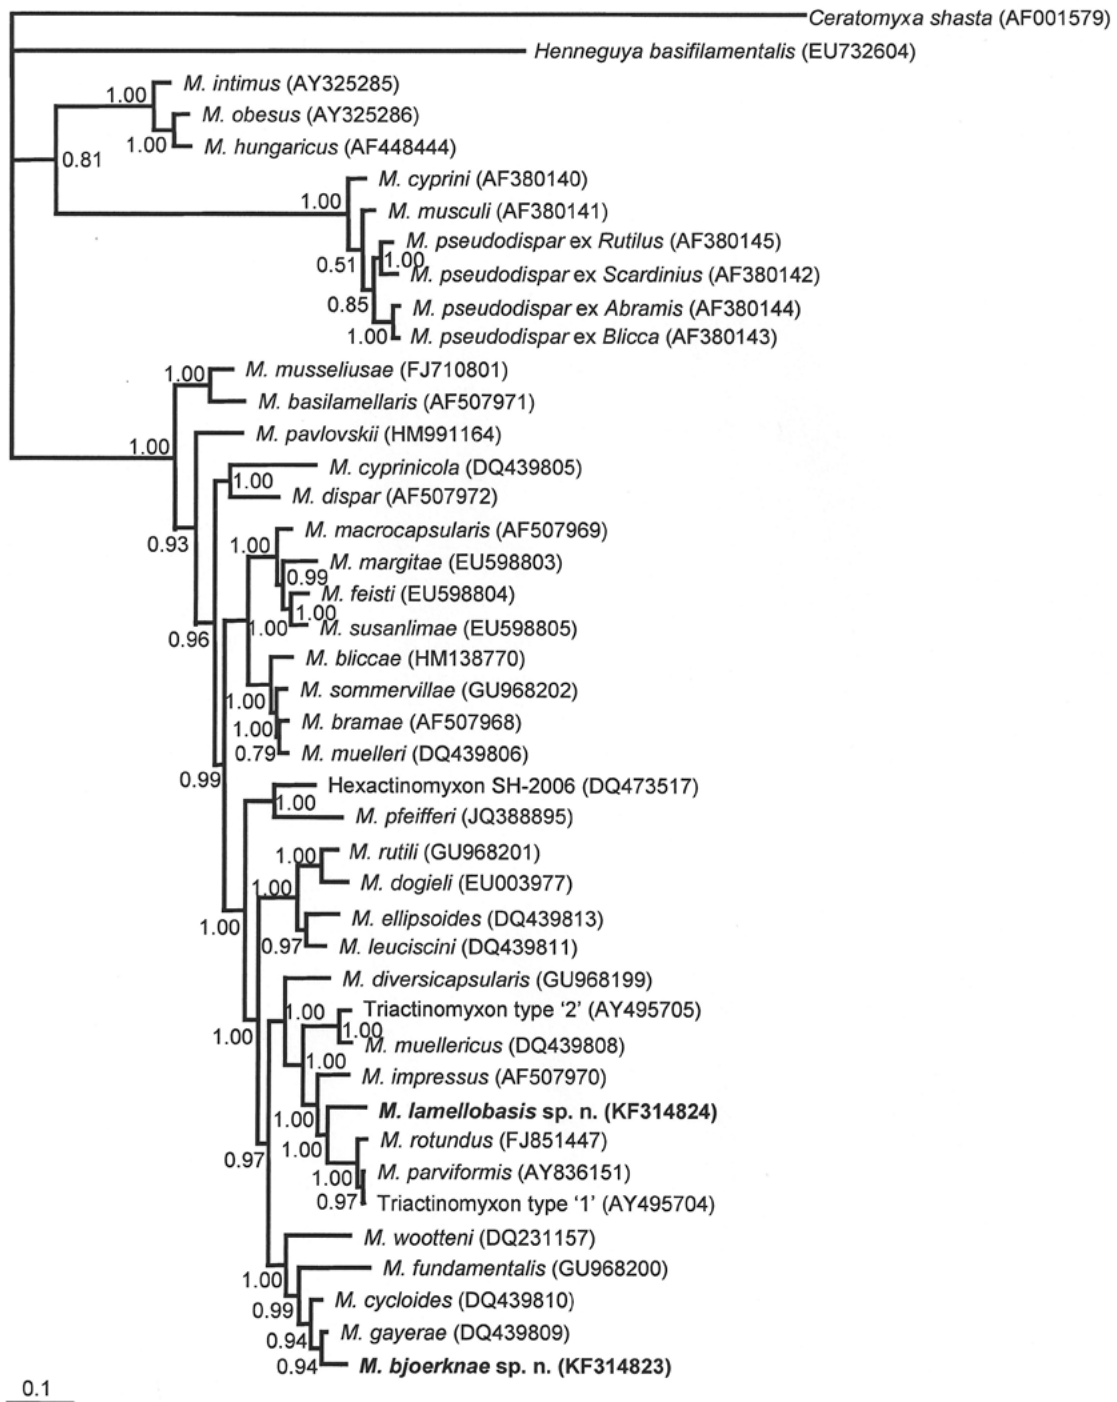 Ceratomyxa shasta (AF001579)
Henneguya basifilamentalis (EU732604)
M. intimus (AY325285)
1.00
M. obesus (AY325286)
1.00
M. hungaricus (AF448444)
0.81
M. cyprini (AF380140)
1.00
M. musculi (AF380141)
M. pseudodispar ex Rutilus (AF380145)
1.00
0.51
M. pseudodispar ex Scardinius (AF380142)
0.85
M. pseudodispar ex Abramis (AF380144)
1.00
M. pseudodispar ex Blicca (AF380143)
1.00
M. musseliusae (FJ710801)
M. basilamellaris (AF507971)
1.00
M. pavlovskii (HM991164)
M. cyprinicola (DQ439805)
1.00
M. dispar (AF507972)
M. macrocapsularis (AF507969)
0.93
1.00
M. margitae (EU598803)
0.99
M. feisti (EU598804)
1.00
1.00
M. susanlimae (EU598805)
0.96
M. bliccae (HM138770)
M. sommervillae (GU968202)
1.00
M. bramae (AF507968)
1.00
0.79
M. muelleri (DQ439806)
0.99
Hexactinomyxon SH-2006 (DQ473517)
1.00
M. pfeifferi (JQ388895)
M. rutili (GU968201)
1.00
M. dogieli (EU003977)
1.00
M. ellipsoides (DQ439813)
1.00
0.97
M. leuciscini (DQ439811)
M. diversicapsularis (GU968199)
1.00
Triactinomyxon type ‘2’ (AY495705)
1.00
1.00
M. muellericus (DQ439808)
1.00
M. impressus (AF507970)
M. lamellobasis sp. n. (KF314824)
1.00
M. rotundus (FJ851447)
1.00
0.97
M. parviformis (AY836151)
1.00
0.97
Triactinomyxon type ‘1’ (AY495704)
M. wootteni (DQ231157)
M. fundamentalis (GU968200)
1.00
M. cycloides (DQ439810)
0.99
M. gayerae (DQ439809)
0.94
0.94
M. bjoerknae sp. n. (KF314823)
0.1